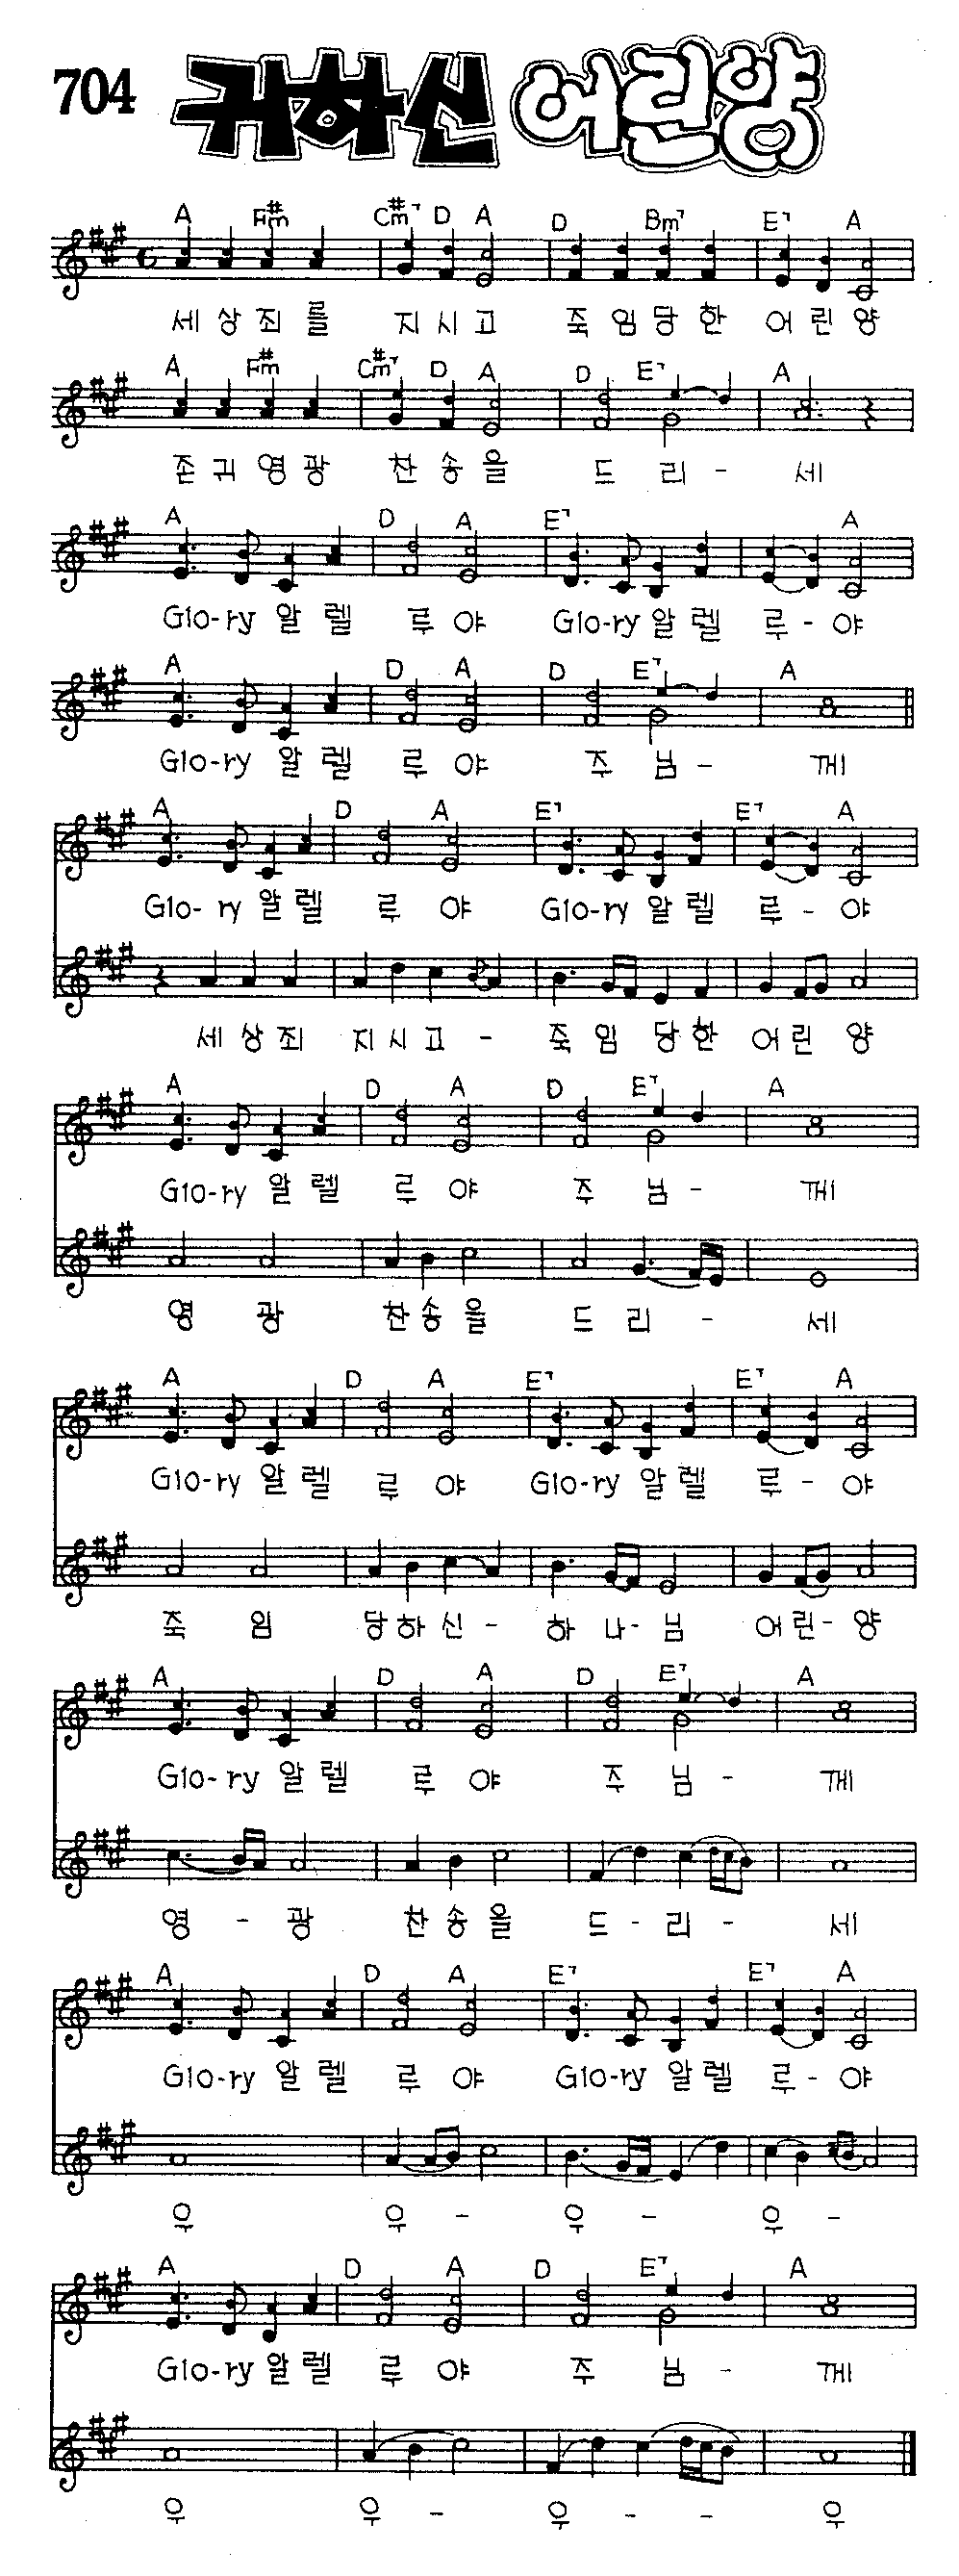 704 귀하신 어린양
A F#m C#m7 D A D Bm7 E7 A
세 상 죄 를 지 시 고 죽 임 당 한 어 린 양
A F#m C#m7 D A D E7 A
존 귀 영 광 찬 송 을 드 리 - 세
A D A E7 A
Glo-ry 알 렐 루 야 Glo-ry 알 렐 루 - 야
A D A D E7 A
Glo-ry 알 렐 루 야 주 님 - 께
A D A E7 E7 A
Glo- ry 알 렐 루 야 Glo-ry 알 렐 루 - 야
세 상 죄 지 시 고 - 죽 임 당 한 어 린 양
A D A D E7 A
Glo-ry 알 렐 루 야 주 님 - 께
영 광 찬 송 을 드 리 - 세
A D A E7 E7 A
Glo-ry 알 렐 루 야 Glo-ry 알 렐 루 - 야
죽 임 당 하 신 - 하 나- 님 어 린- 양
A D A D E7 A
Glo- ry 알 렐 루 야 주 님 - 께
영 - 광 찬 송 을 드 - 리 - 세
A D A E7 E7 A
Glo-ry 알 렐 루 야 Glo-ry 알 렐 루 - 야
우 우 - 우 - 우 -
A D A D E7 A
Glo-ry 알 렐 루 야 주 님 - 께
우 우 - 우 - - 우